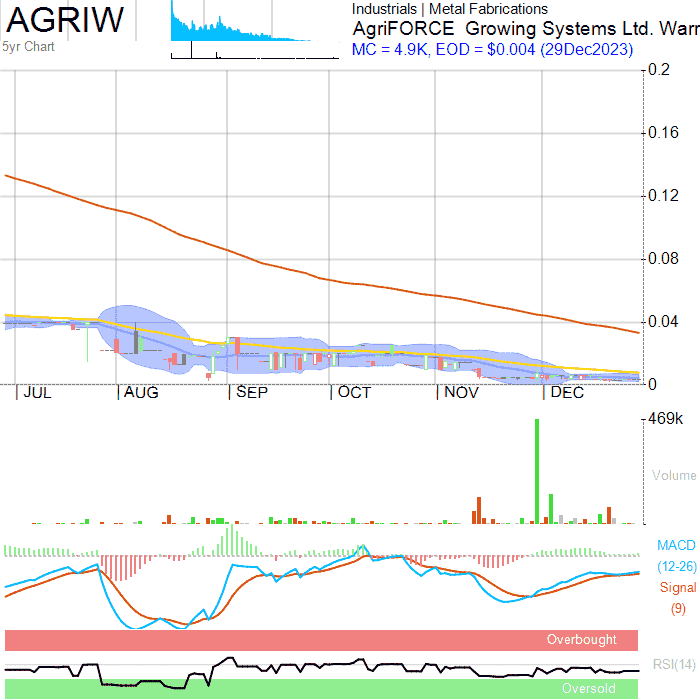 AGRIW
5yr Chart
Industrials | Metal Fabrications
AgriFORCE Growing Systems Ltd. Warr
MC = 4.9K, EOD = $0.004 (29Dec2023)
0.2
0.16
0.12
0.08
0.04
0
JUL AUG SEP OCT NOV DEC
469k
Volume
MACD
(12-26)
Signal
(9)
Overbought
RSI(14)
Oversold